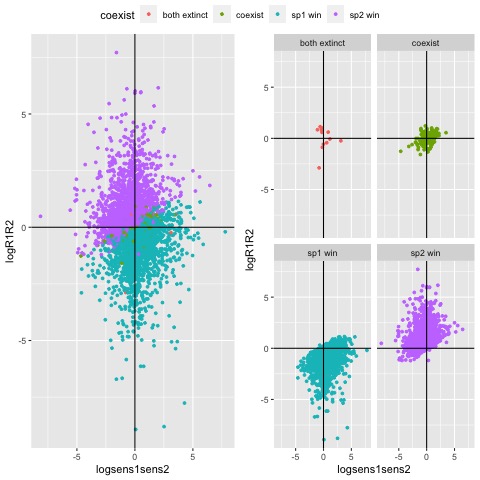 coexist both extinct coexist sp1 win sp2 win
logR1R2
5
0
-5
-5 0 5
logsens1sens2
logR1R2
both extinct coexist
5
0
-5
sp1 win sp2 win
5
0
-5
-5 0 5 -5 0 5
logsens1sens2